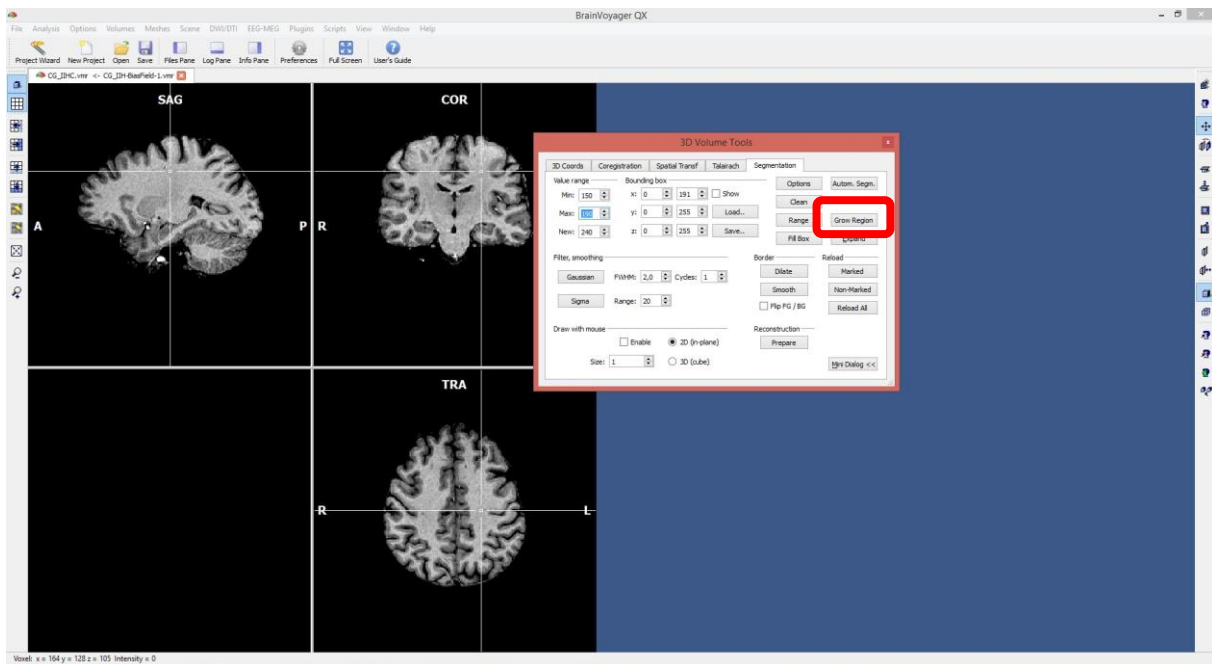 BrainVoyager QX
File Analysis Options Volumes Meshes Scene DWI/DTI EEG-MEG Plugins Scripts View Window Help
Project Wizard New Project Open Save Files Pane Log Pane Info Pane Preferences Full Screen User's Guide
CG_IIHC.vmr <- CG_IIH-BiasField-1.vmr
SAG
COR
A
P
R
TRA
R
L
3D Volume Tools
3D Coords Coregistration Spatial Transf Talairach Segmentation
Value range Bounding box
Options Autom. Segm.
Min: 150 x: 0 191 Show
Clean
Max: y: 0 255 Load..
Range Grow Region
New: 240 z: 0 255 Save..
Fill Box Expand
Filter, smoothing Border Reload
Gaussian FWHM: 2,0 Cycles: 1 Dilate Marked
Smooth Non-Marked
Sigma Range: 20 Flip FG / BG Reload All
Draw with mouse Reconstruction
Enable 2D (in-plane) Prepare
Size: 1 3D (cube) Mini Dialog <<
Voxel: x = 164 y = 128 z = 105 Intensity = 0